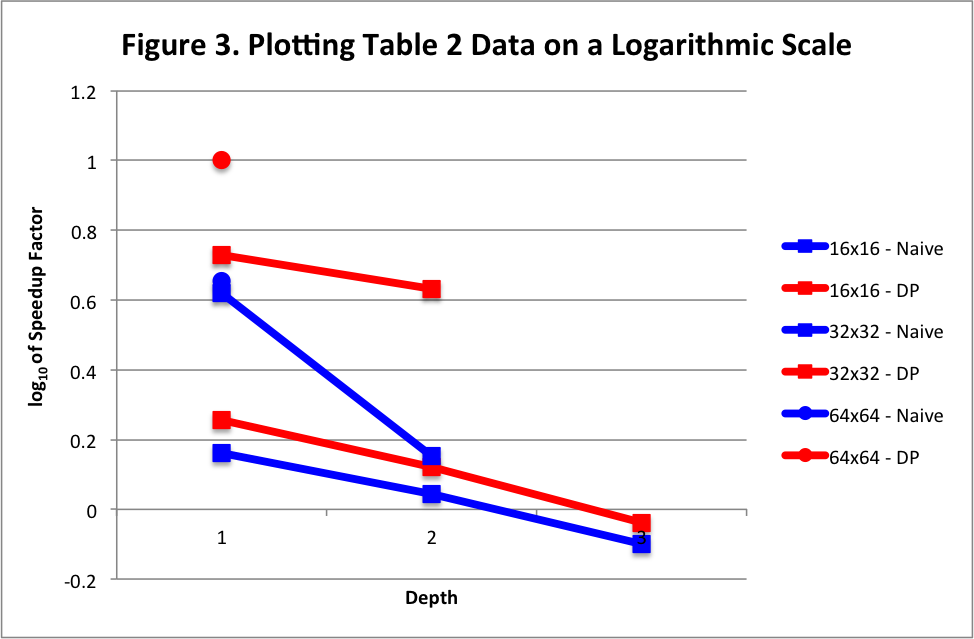 Figure 3. Plotting Table 2 Data on a Logarithmic Scale
1.2
1
0.8
0.6
0.4
0.2
0
-0.2
log10 of Speedup Factor
1
2
3
Depth
16x16 - Naive
16x16 - DP
32x32 - Naive
32x32 - DP
64x64 - Naive
64x64 - DP